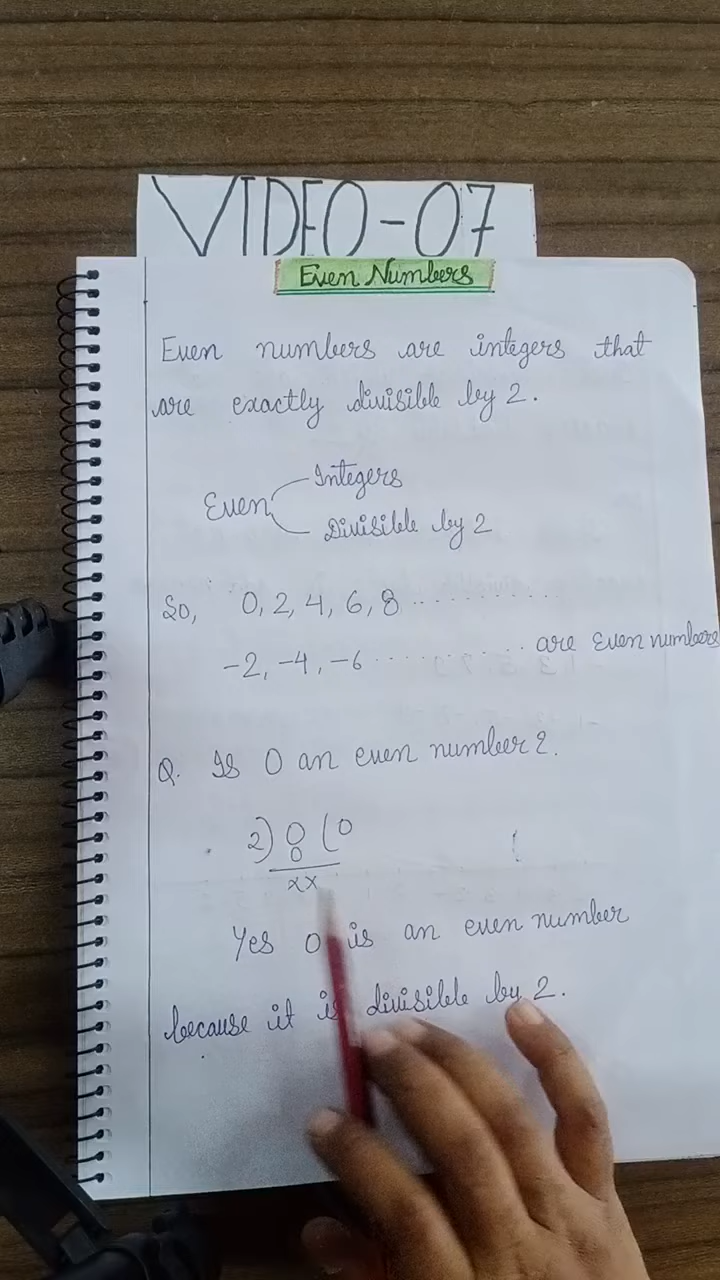 VIDEO-07
Even Numbers
Even numbers are integers that
are exactly divisible by 2.
Integers
Even
Divisible by 2
So, 0, 2, 4, 6, 8 ..............
-2, -4, -6 .............. are Even numbers
Q. Is 0 an even number?
2) 0 (0
0
xx
Yes 0 is an even number
because it is divisible by 2.